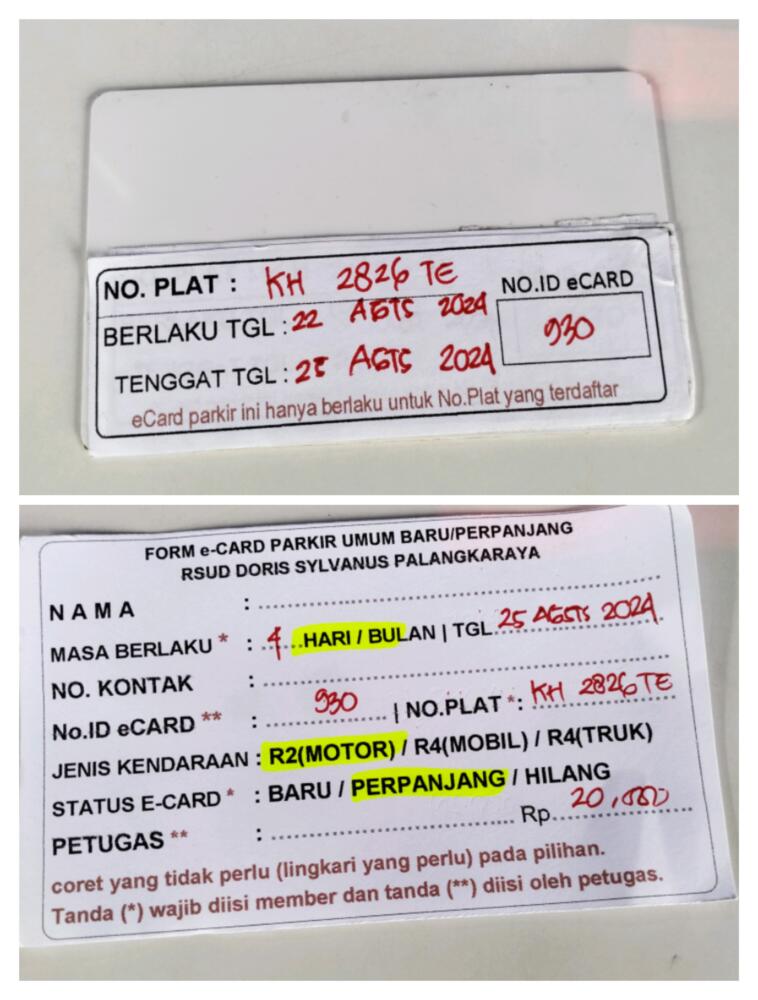 NO. PLAT : KH 2826 TE
NO.ID eCARD
BERLAKU TGL : 22 AGTS 2024
930
TENGGAT TGL : 25 AGTS 2024
eCard parkir ini hanya berlaku untuk No.Plat yang terdaftar
FORM e-CARD PARKIR UMUM BARU/PERPANJANG
RSUD DORIS SYLVANUS PALANGKARAYA
NAMA :
MASA BERLAKU * : 4 HARI / BULAN | TGL 25 AGSTS 2024
NO. KONTAK :
No.ID eCARD ** : 930 | NO.PLAT *: KH 2826 TE
JENIS KENDARAAN : R2(MOTOR) / R4(MOBIL) / R4(TRUK)
STATUS E-CARD * : BARU / PERPANJANG / HILANG
PETUGAS ** : Rp. 20,000
coret yang tidak perlu (lingkari yang perlu) pada pilihan.
Tanda (*) wajib diisi member dan tanda (**) diisi oleh petugas.